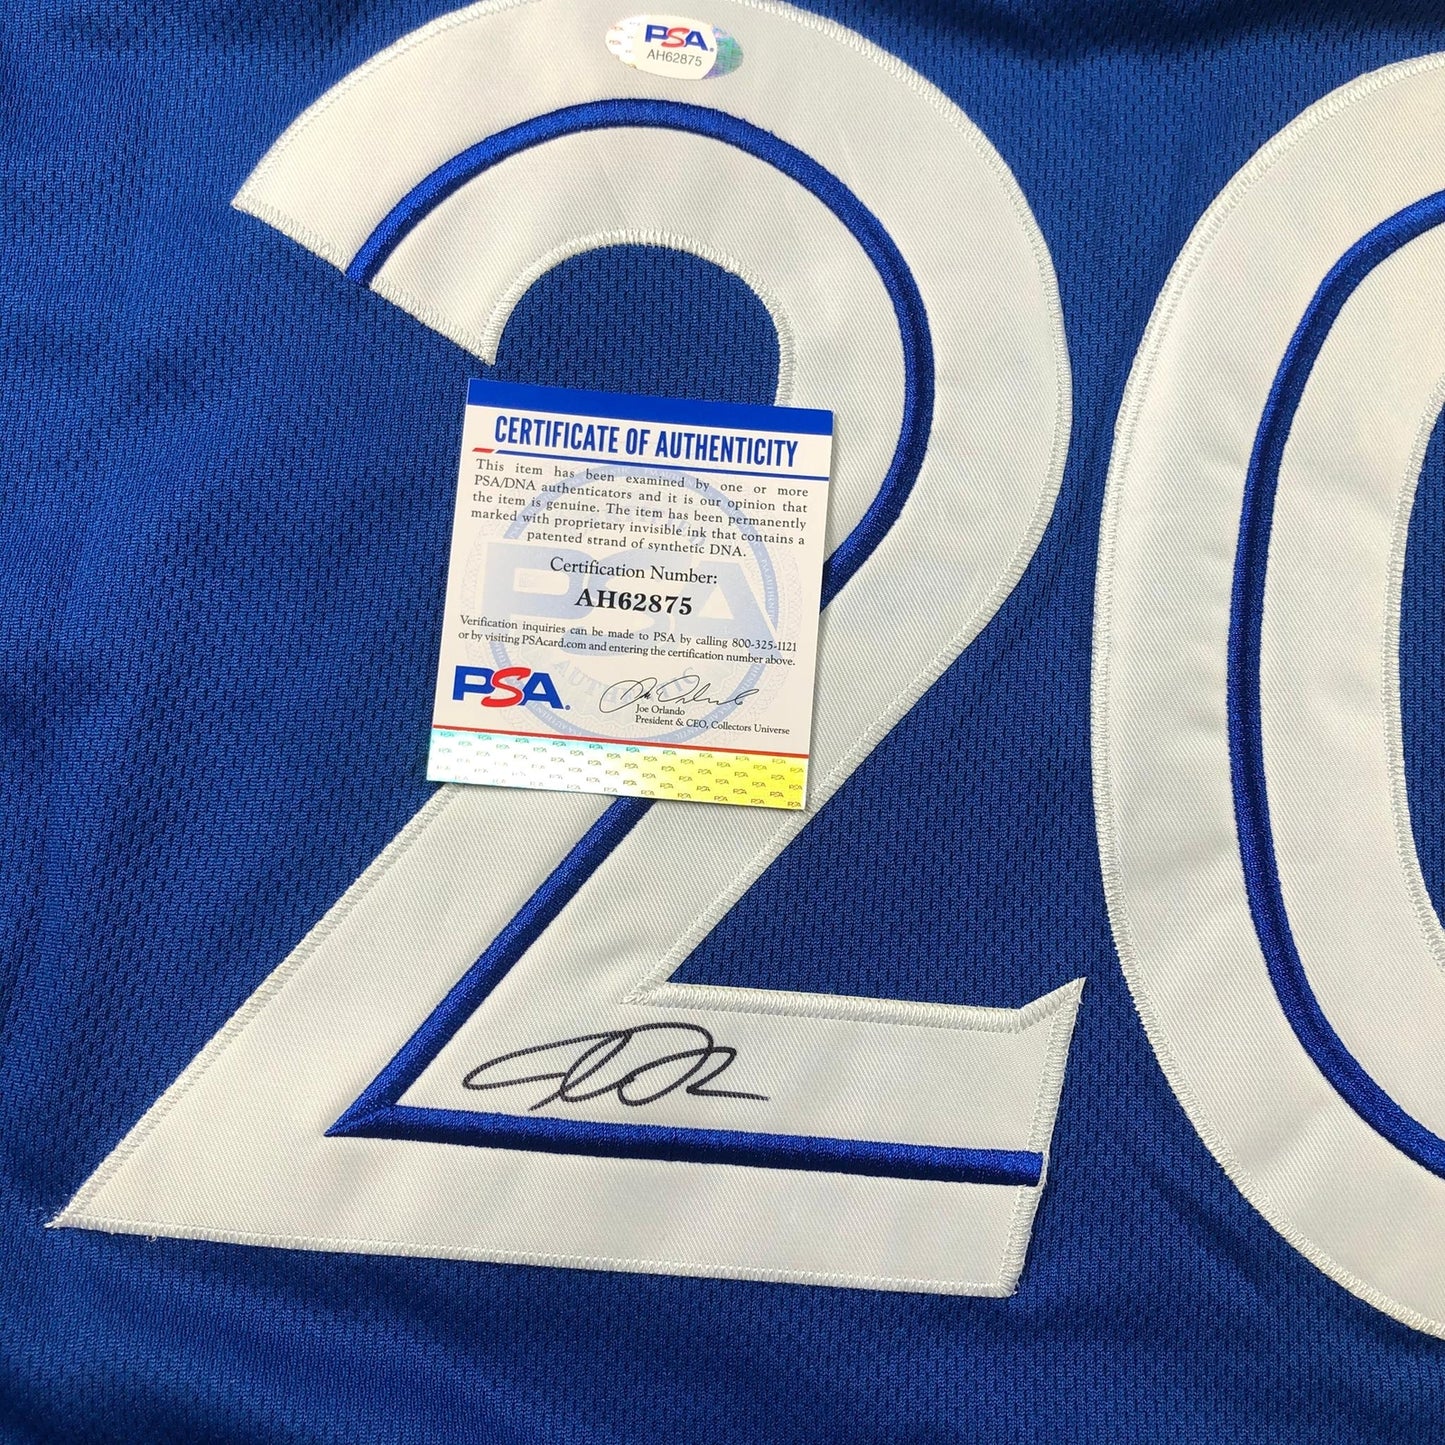 PSA
AH62875
20
CERTIFICATE OF AUTHENTICITY
This item has been examined by one or more
PSA/DNA authenticators and it is our opinion that
the item is genuine. The item has been permanently
marked with proprietary invisible ink that contains a
patented strand of synthetic DNA.
Certification Number:
AH62875
Verification inquiries can be made to PSA by calling 800-325-1121
or by visiting PSAcard.com and entering the certification number above.
PSA
Joe Orlando
President & CEO, Collectors Universe